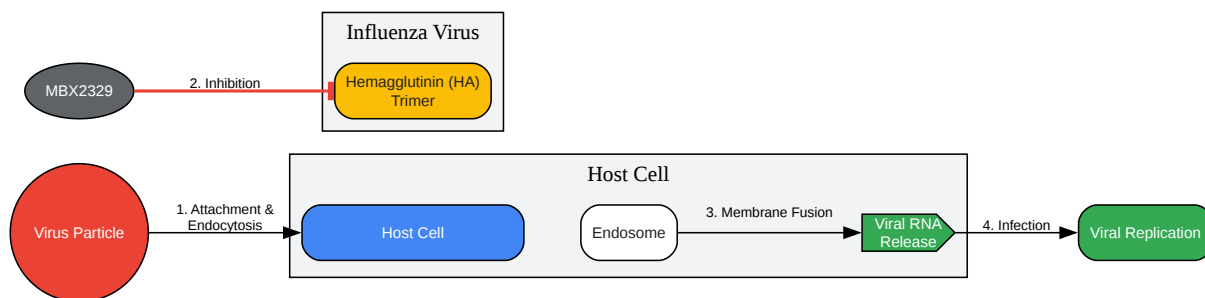 Influenza Virus
MBX2329
2. Inhibition
Hemagglutinin (HA)
Trimer
Host Cell
Virus Particle
1. Attachment &
Endocytosis
Host Cell
Endosome
3. Membrane Fusion
Viral RNA
Release
4. Infection
Viral Replication